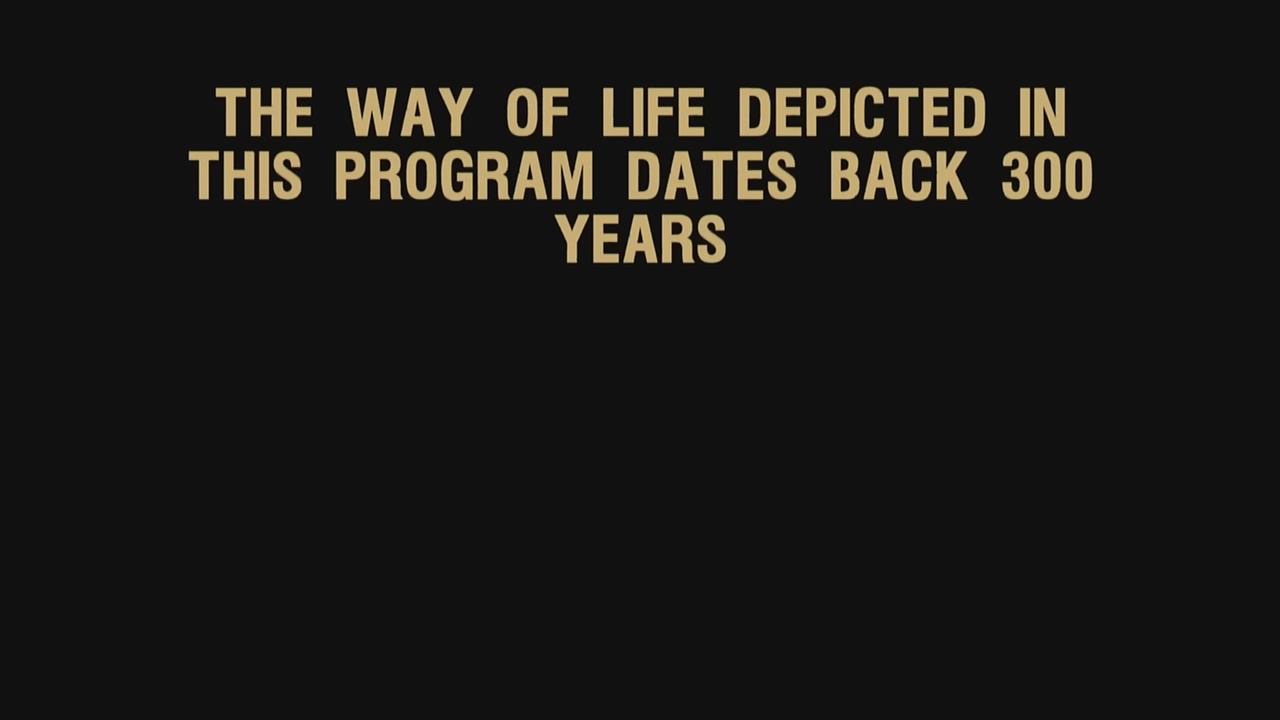 THE WAY OF LIFE DEPICTED IN
THIS PROGRAM DATES BACK 300
YEARS